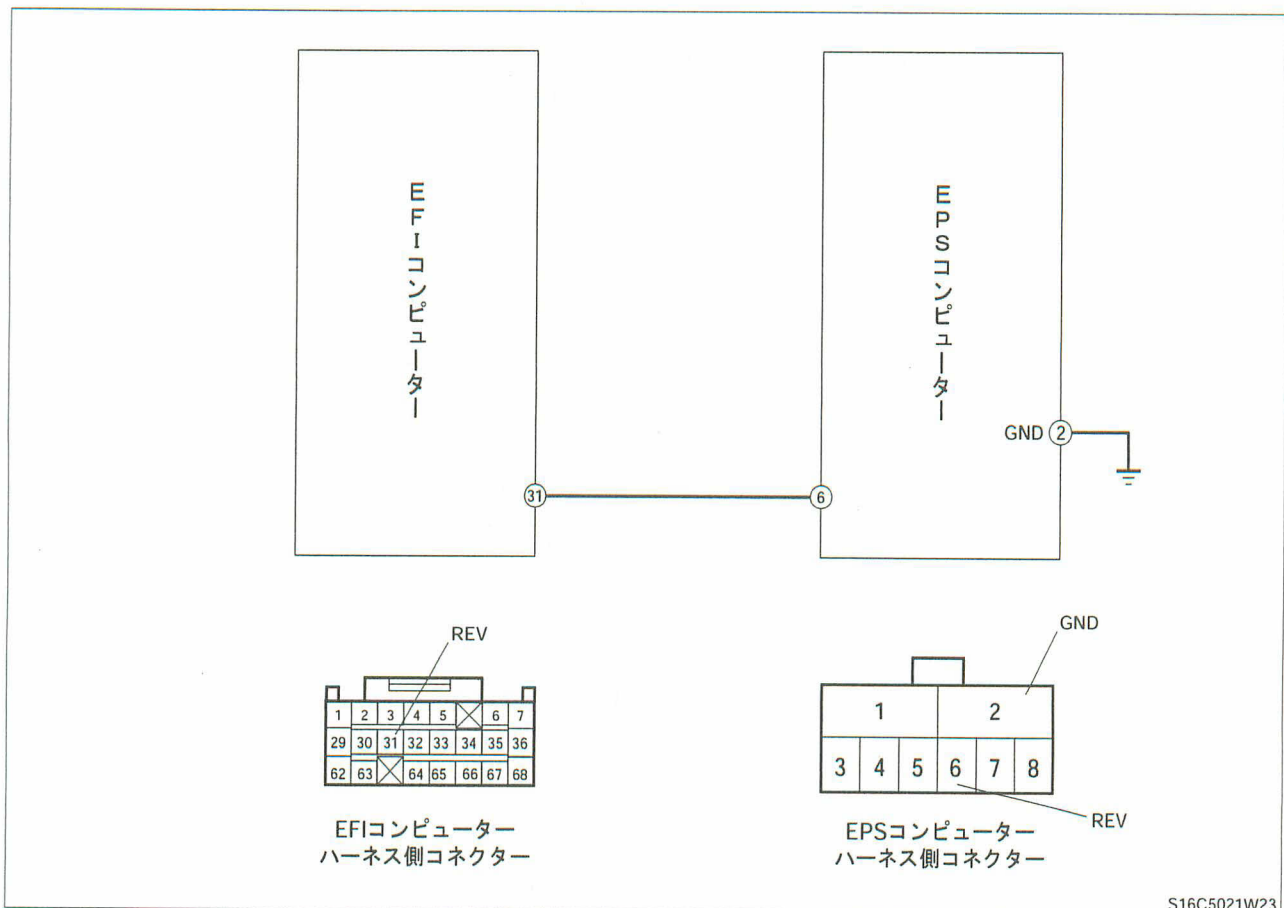 EFIコンピューター
EPSコンピューター
GND 2
31
6
REV
1 2 3 4 5 6 7
29 30 31 32 33 34 35 36
62 63 64 65 66 67 68
EFIコンピューター
ハーネス側コネクター
GND
1 2
3 4 5 6 7 8
REV
EPSコンピューター
ハーネス側コネクター
S16C5021W23